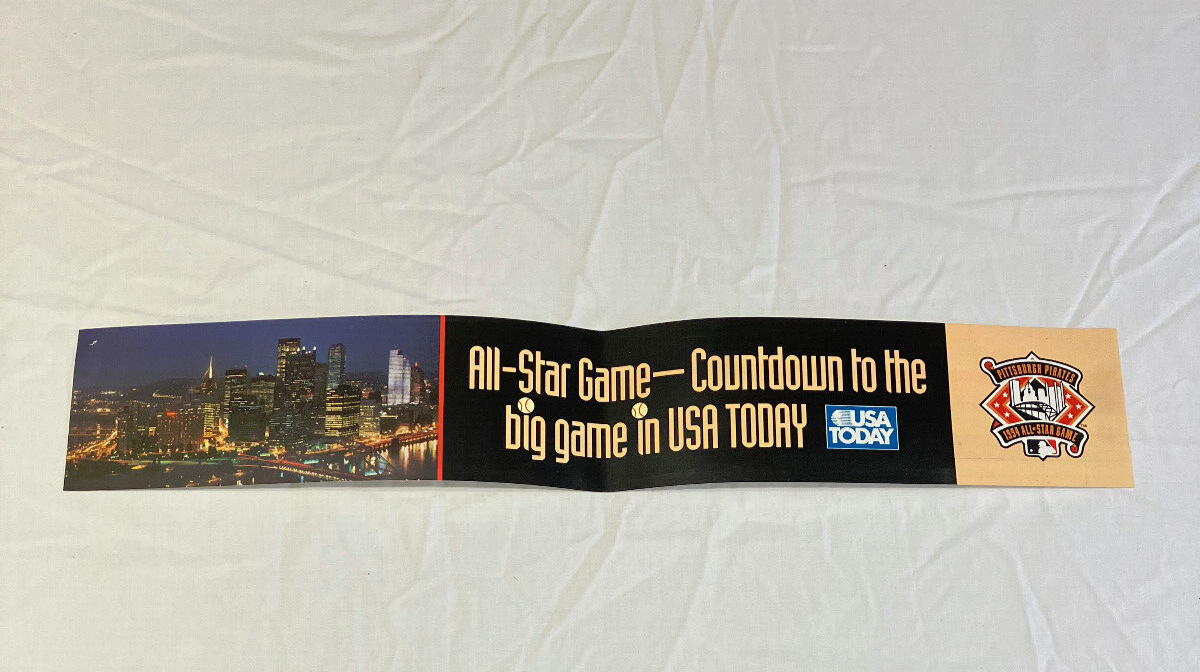 All-Star Game—Countdown to the
big game in USA TODAY
USA
TODAY
PITTSBURGH PIRATES
1994 ALL-STAR GAME